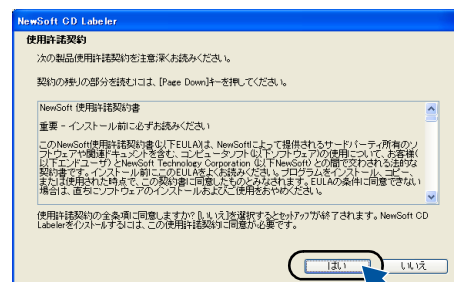 NewSoft CD Labeler
使用許諾契約
次の製品使用許諾契約を注意深くお読みください。
契約の残りの部分を読むには、[Page Down]キーを押してください。
NewSoft 使用許諾契約書
重要 - インストール前に必ずお読みください
このNewSoft使用許諾契約書(以下EULA)は、NewSoftによって提供されるサードパーティ所有のソ
フトウェアや関連ドキュメントを含む、コンピュータソフト(以下ソフトウェア)の使用について、お客様(
以下エンドユーザ)とNewSoft Technology Corporation (以下NewSoft)との間で交わされる法的な
契約書です。インストール前にこのEULAをよくお読みください。プログラムをインストール、コピー、
または使用された時点で、この契約書に同意したものとみなされます。EULAの条件に同意できない
場合は、直ちにソフトウェアのインストールおよびご使用をおやめください。
使用許諾契約の全条項に同意しますか? [いいえ]を選択するとセットアップが終了されます。NewSoft CD
Labelerをインストールするには、この使用許諾契約に同意が必要です。
はい
いいえ